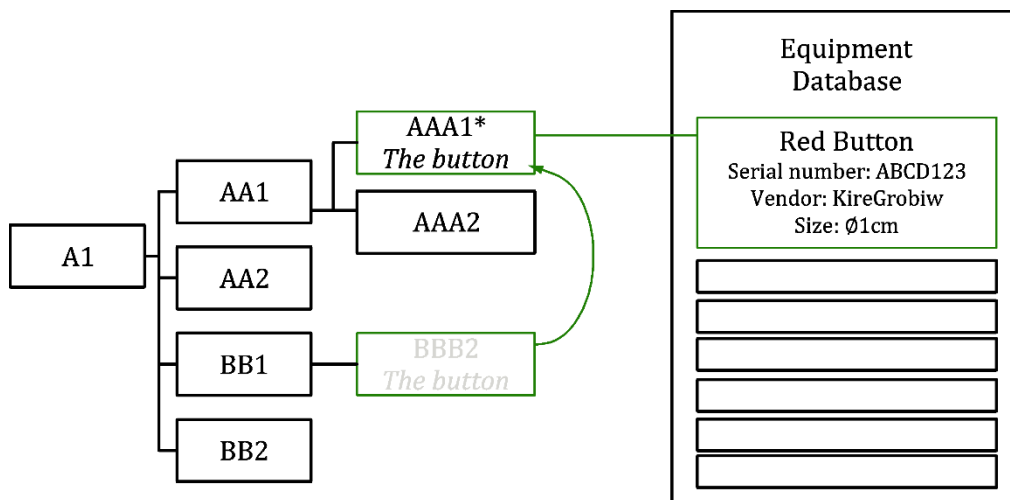 Equipment
Database
AAA1*
The button
Red Button
Serial number: ABCD123
Vendor: KireGrobiw
Size: Ø1cm
AA1
AAA2
A1
AA2
BB1
BBB2
The button
BB2